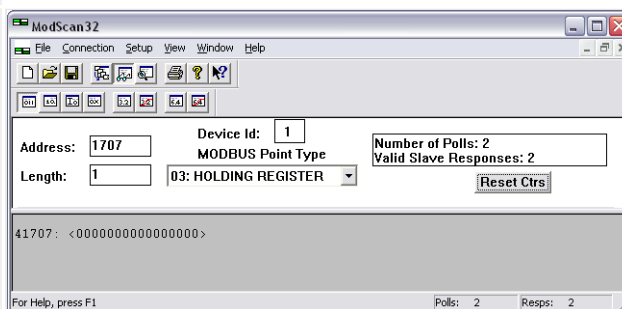 ModScan32
File Connection Setup View Window Help
Address: 1707
Device Id: 1
MODBUS Point Type
Length: 1
03: HOLDING REGISTER
Number of Polls: 2
Valid Slave Responses: 2
Reset Ctrs
41707: <0000000000000000>
For Help, press F1
Polls: 2
Resps: 2